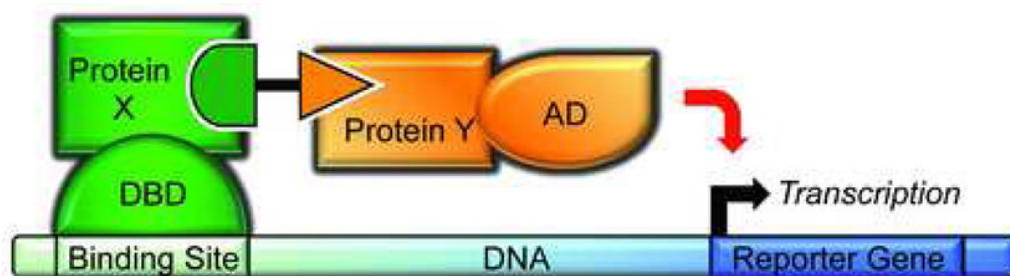 Protein
X
Protein Y
AD
DBD
Transcription
Binding Site
DNA
Reporter Gene